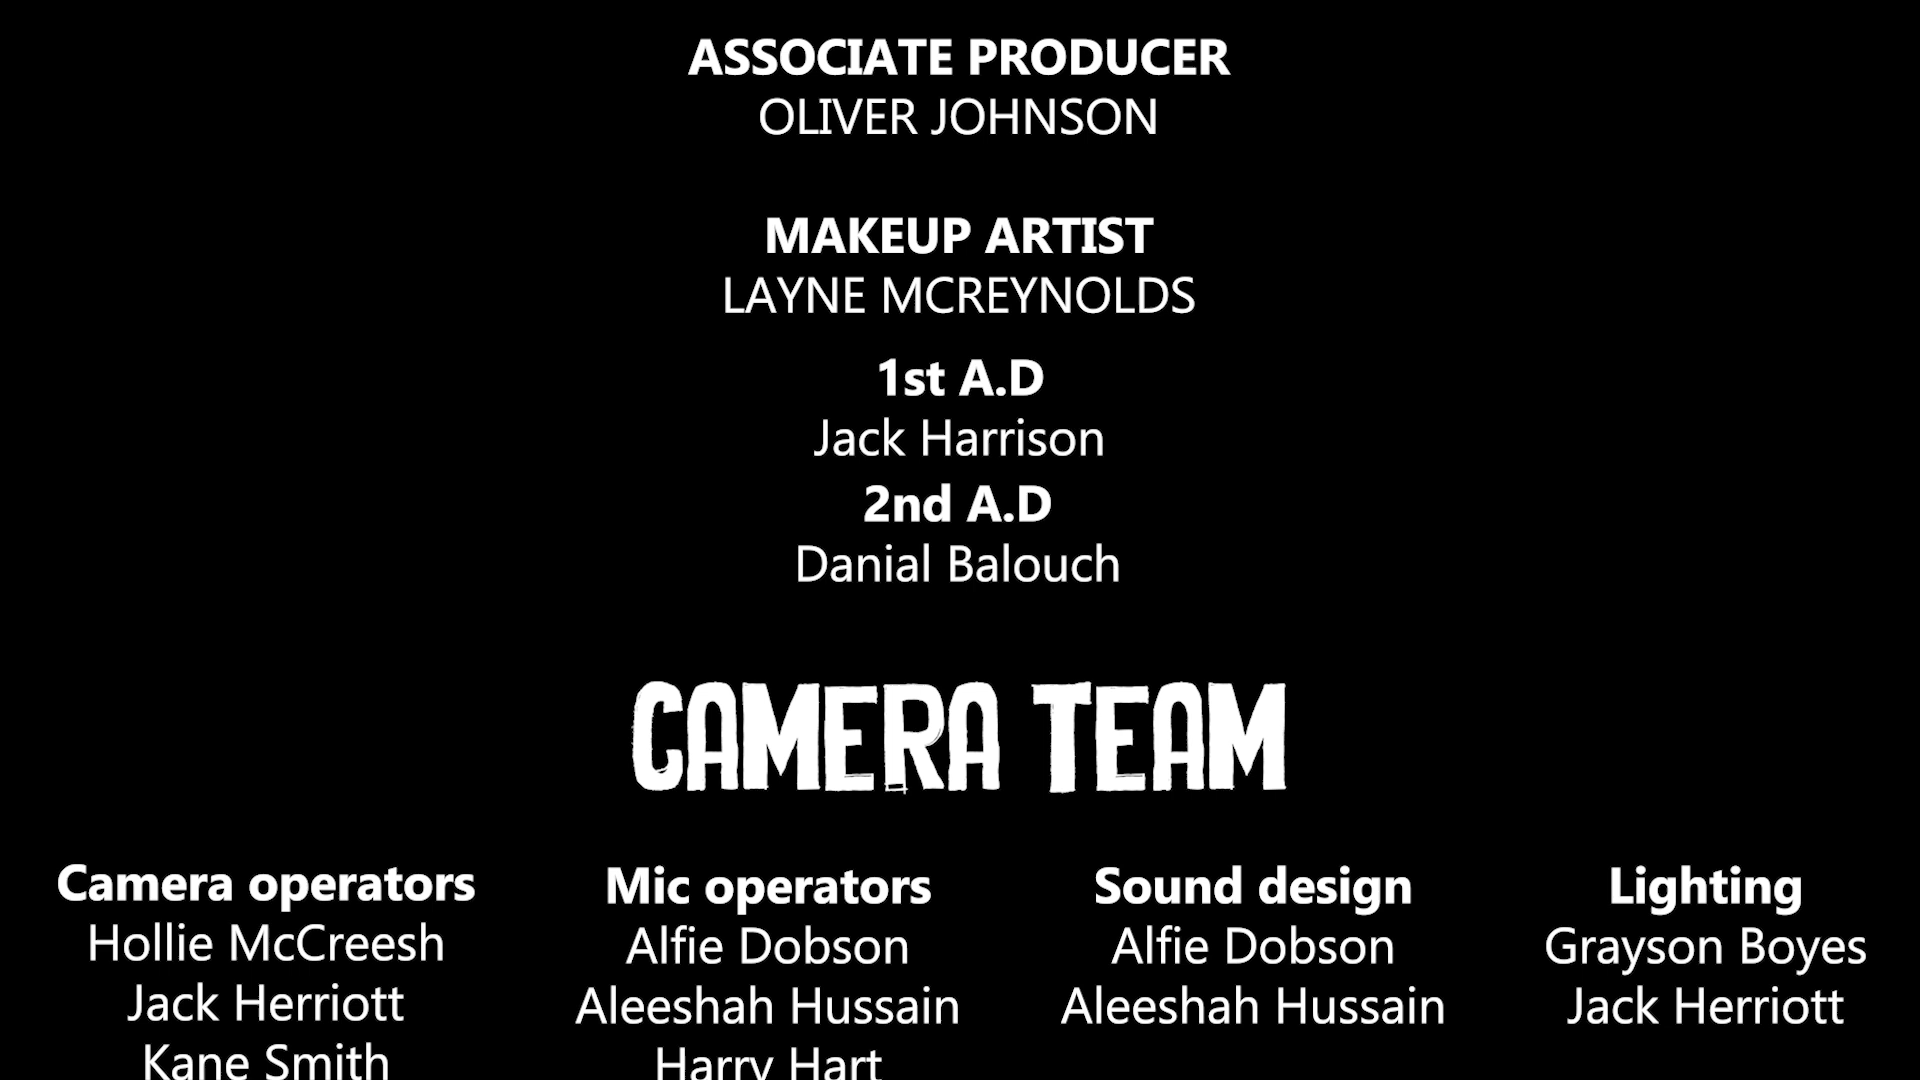 ASSOCIATE PRODUCER
OLIVER JOHNSON
MAKEUP ARTIST
LAYNE MCREYNOLDS
1st A.D
Jack Harrison
2nd A.D
Danial Balouch
CAMERA TEAM
Camera operators
Hollie McCreesh
Jack Herriott
Kane Smith
Mic operators
Alfie Dobson
Aleeshah Hussain
Harry Hart
Sound design
Alfie Dobson
Aleeshah Hussain
Lighting
Grayson Boyes
Jack Herriott